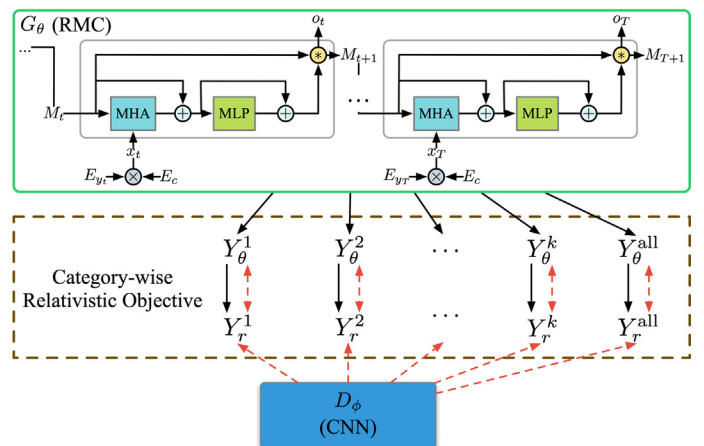 G_θ (RMC)
...
o_t
o_T
*
M_{t+1}
*
M_{T+1}
M_t
MHA
+
MLP
+
...
MHA
+
MLP
+
x_t
x_T
E_{y_t}
⊗
E_c
E_{y_T}
⊗
E_c
Category-wise
Relativistic Objective
Y_θ^1
Y_θ^2
...
Y_θ^k
Y_θ^{all}
Y_r^1
Y_r^2
...
Y_r^k
Y_r^{all}
D_ϕ
(CNN)